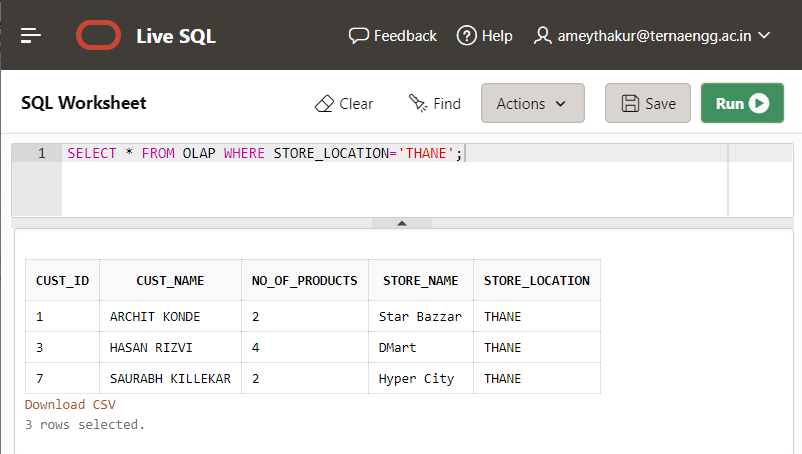 Live SQL Feedback Help ameythakur@ternaengg.ac.in
SQL Worksheet Clear Find Actions Save Run
1 SELECT * FROM OLAP WHERE STORE_LOCATION='THANE';
CUST_ID CUST_NAME NO_OF_PRODUCTS STORE_NAME STORE_LOCATION
1 ARCHIT KONDE 2 Star Bazzar THANE
3 HASAN RIZVI 4 DMart THANE
7 SAURABH KILLEKAR 2 Hyper City THANE
Download CSV
3 rows selected.